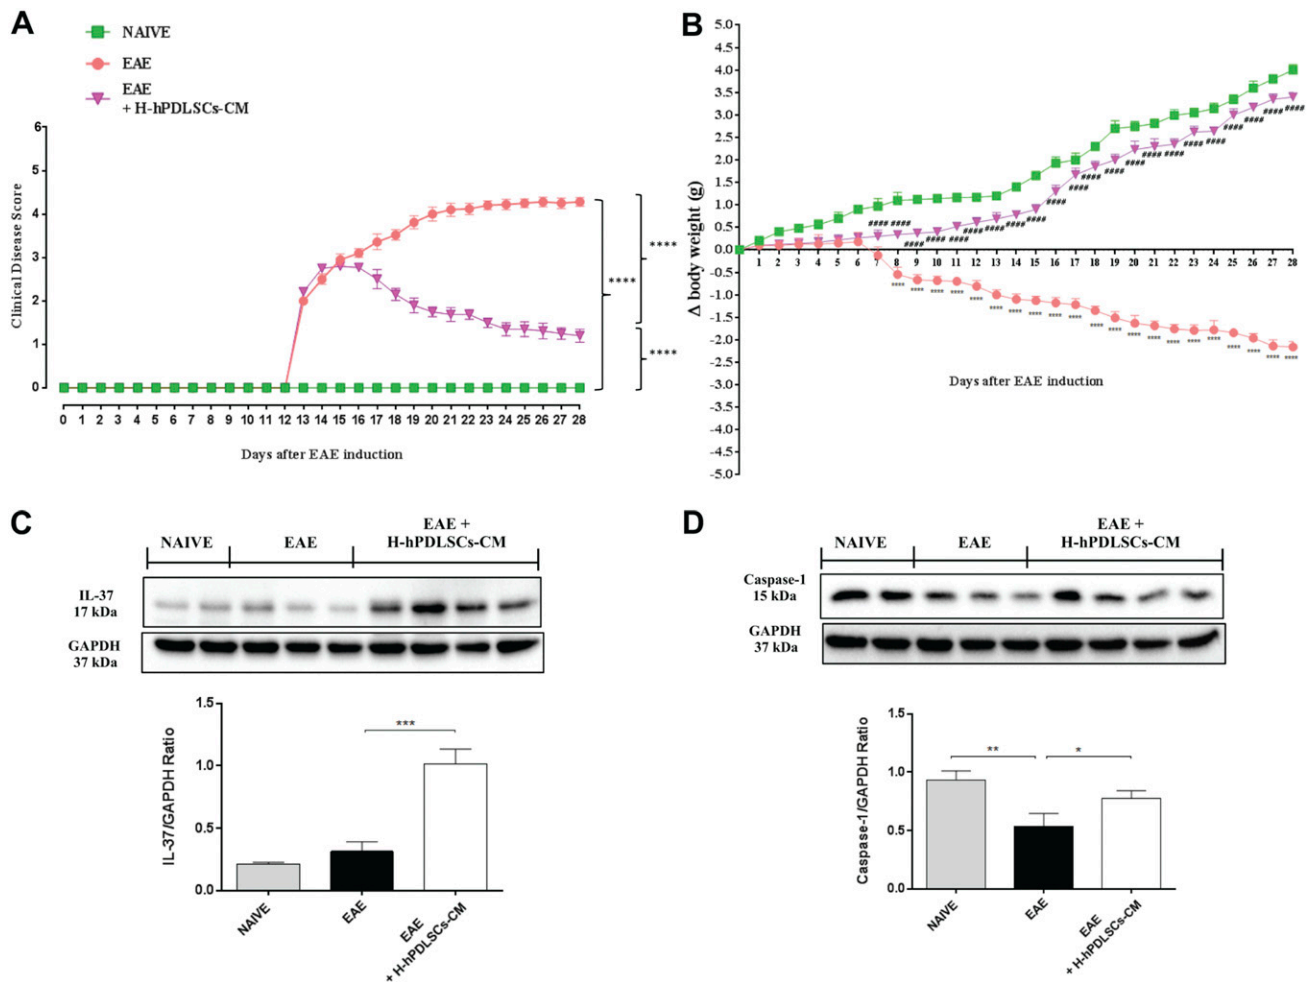 A
NAIVE
EAE
EAE
+ H-hPDLSCs-CM
Clinical Disease Score
6
5
4
3
2
1
0
****
****
****
0 1 2 3 4 5 6 7 8 9 10 11 12 13 14 15 16 17 18 19 20 21 22 23 24 25 26 27 28
Days after EAE induction
B
Δ body weight (g)
5.0
4.5
4.0
3.5
3.0
2.5
2.0
1.5
1.0
0.5
0.0
-0.5
-1.0
-1.5
-2.0
-2.5
-3.0
-3.5
-4.0
-4.5
-5.0
#### #### #### #### #### #### #### #### #### #### #### #### #### #### #### #### #### #### #### #### #### ####
1 2 3 4 5 6 7 8 9 10 11 12 13 14 15 16 17 18 19 20 21 22 23 24 25 26 27 28
**** **** **** **** **** **** **** **** **** **** **** **** **** **** **** **** **** **** **** **** ****
Days after EAE induction
C
NAIVE EAE EAE +
H-hPDLSCs-CM
IL-37
17 kDa
GAPDH
37 kDa
IL-37/GAPDH Ratio
1.5
1.0
0.5
0.0
***
NAIVE
EAE
EAE
+ H-hPDLSCs-CM
D
NAIVE EAE EAE +
H-hPDLSCs-CM
Caspase-1
15 kDa
GAPDH
37 kDa
Caspase-1/GAPDH Ratio
1.5
1.0
0.5
0.0
**
*
NAIVE
EAE
EAE
+ H-hPDLSCs-CM